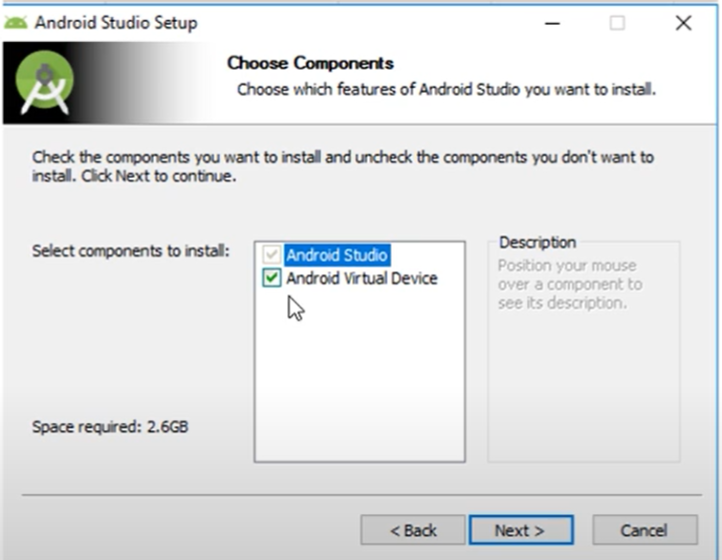 Android Studio Setup
Choose Components
Choose which features of Android Studio you want to install.
Check the components you want to install and uncheck the components you don't want to
install. Click Next to continue.
Select components to install:
Android Studio
Android Virtual Device
Description
Position your mouse
over a component to
see its description.
Space required: 2.6GB
< Back
Next >
Cancel